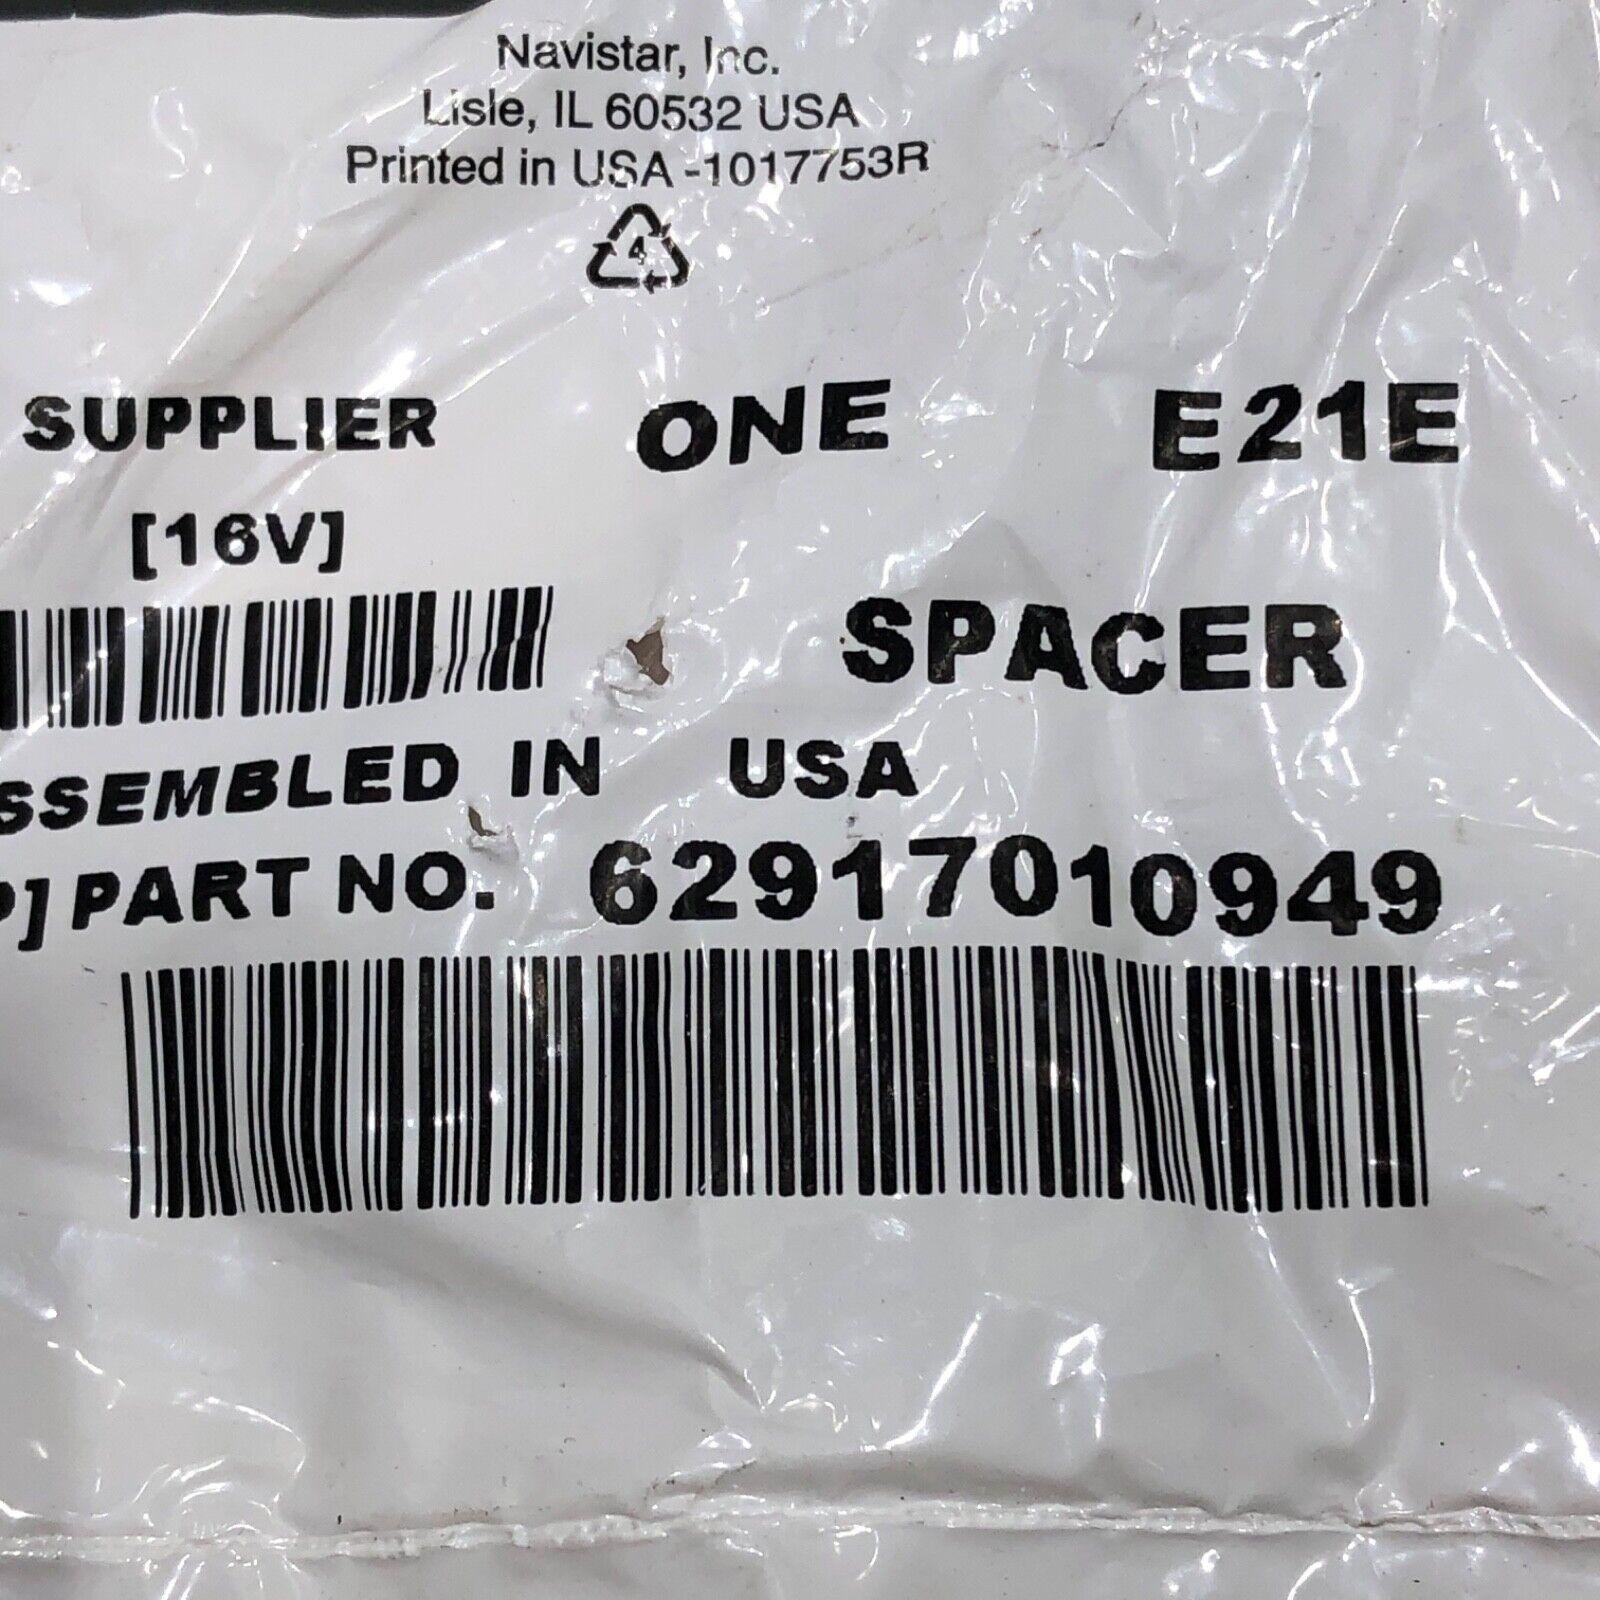 Navistar, Inc.
Lisle, IL 60532 USA
Printed in USA -1017753R
4
SUPPLIER ONE E21E
[16V]
SPACER
SSEMBLED IN USA
P] PART NO. 62917010949